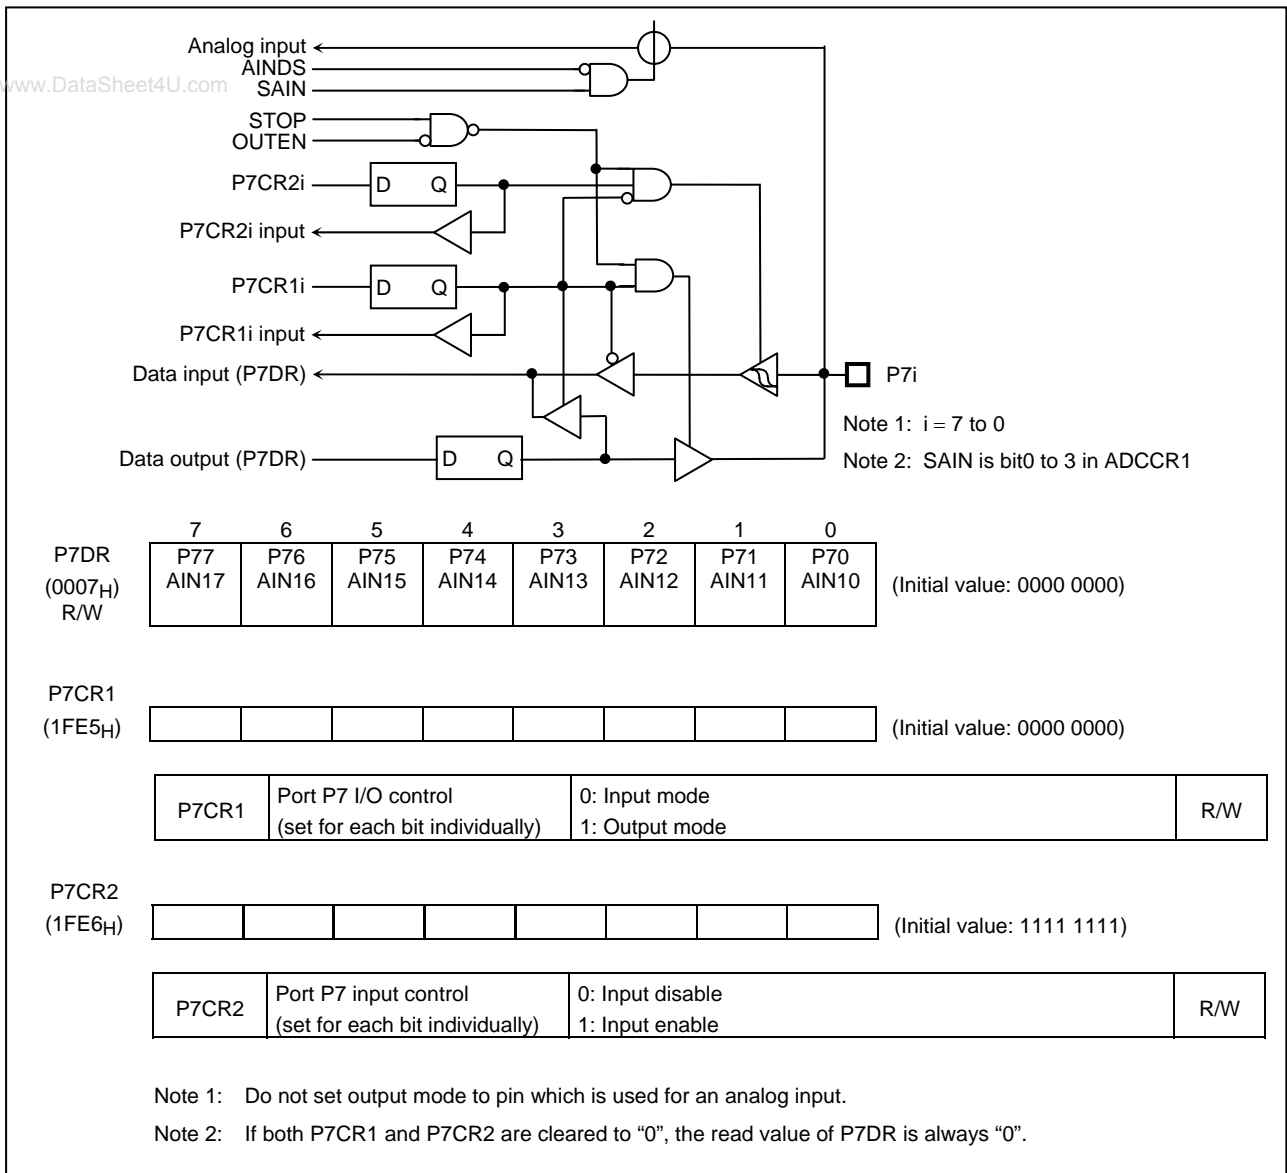 Analog input
AINDS
www.DataSheet4U.com
SAIN
STOP
OUTEN
P7CR2i
D Q
P7CR2i input
P7CR1i
D Q
P7CR1i input
Data input (P7DR)
P7i
Note 1: i = 7 to 0
Data output (P7DR)
D Q
Note 2: SAIN is bit0 to 3 in ADCCR1
7 6 5 4 3 2 1 0
P7DR
(0007H)
R/W
P77 P76 P75 P74 P73 P72 P71 P70
AIN17 AIN16 AIN15 AIN14 AIN13 AIN12 AIN11 AIN10
(Initial value: 0000 0000)
P7CR1
(1FE5H)
(Initial value: 0000 0000)
P7CR1
Port P7 I/O control
(set for each bit individually)
0: Input mode
1: Output mode
R/W
P7CR2
(1FE6H)
(Initial value: 1111 1111)
P7CR2
Port P7 input control
(set for each bit individually)
0: Input disable
1: Input enable
R/W
Note 1: Do not set output mode to pin which is used for an analog input.
Note 2: If both P7CR1 and P7CR2 are cleared to “0”, the read value of P7DR is always “0”.